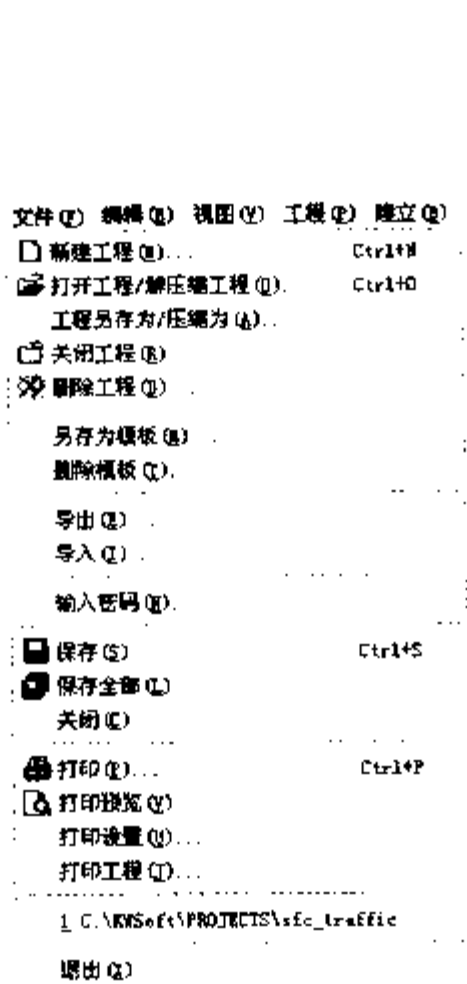 文件(F) 编辑(E) 视图(V) 工程(P) 建立(B)
新建工程(N)... Ctrl+N
打开工程/解压缩工程(O). Ctrl+O
工程另存为/压缩为(A)..
关闭工程(R)
删除工程(D)
另存为模板(M)
删除模板(T).
导出(E)
导入(I)
输入密码(W).
保存(S) Ctrl+S
保存全部(L)
关闭(C)
打印(P)... Ctrl+P
打印预览(V)
打印设置(U)...
打印工程(T)...
1 C:\KWSoft\PROJECTS\sfc_traffic
退出(X)